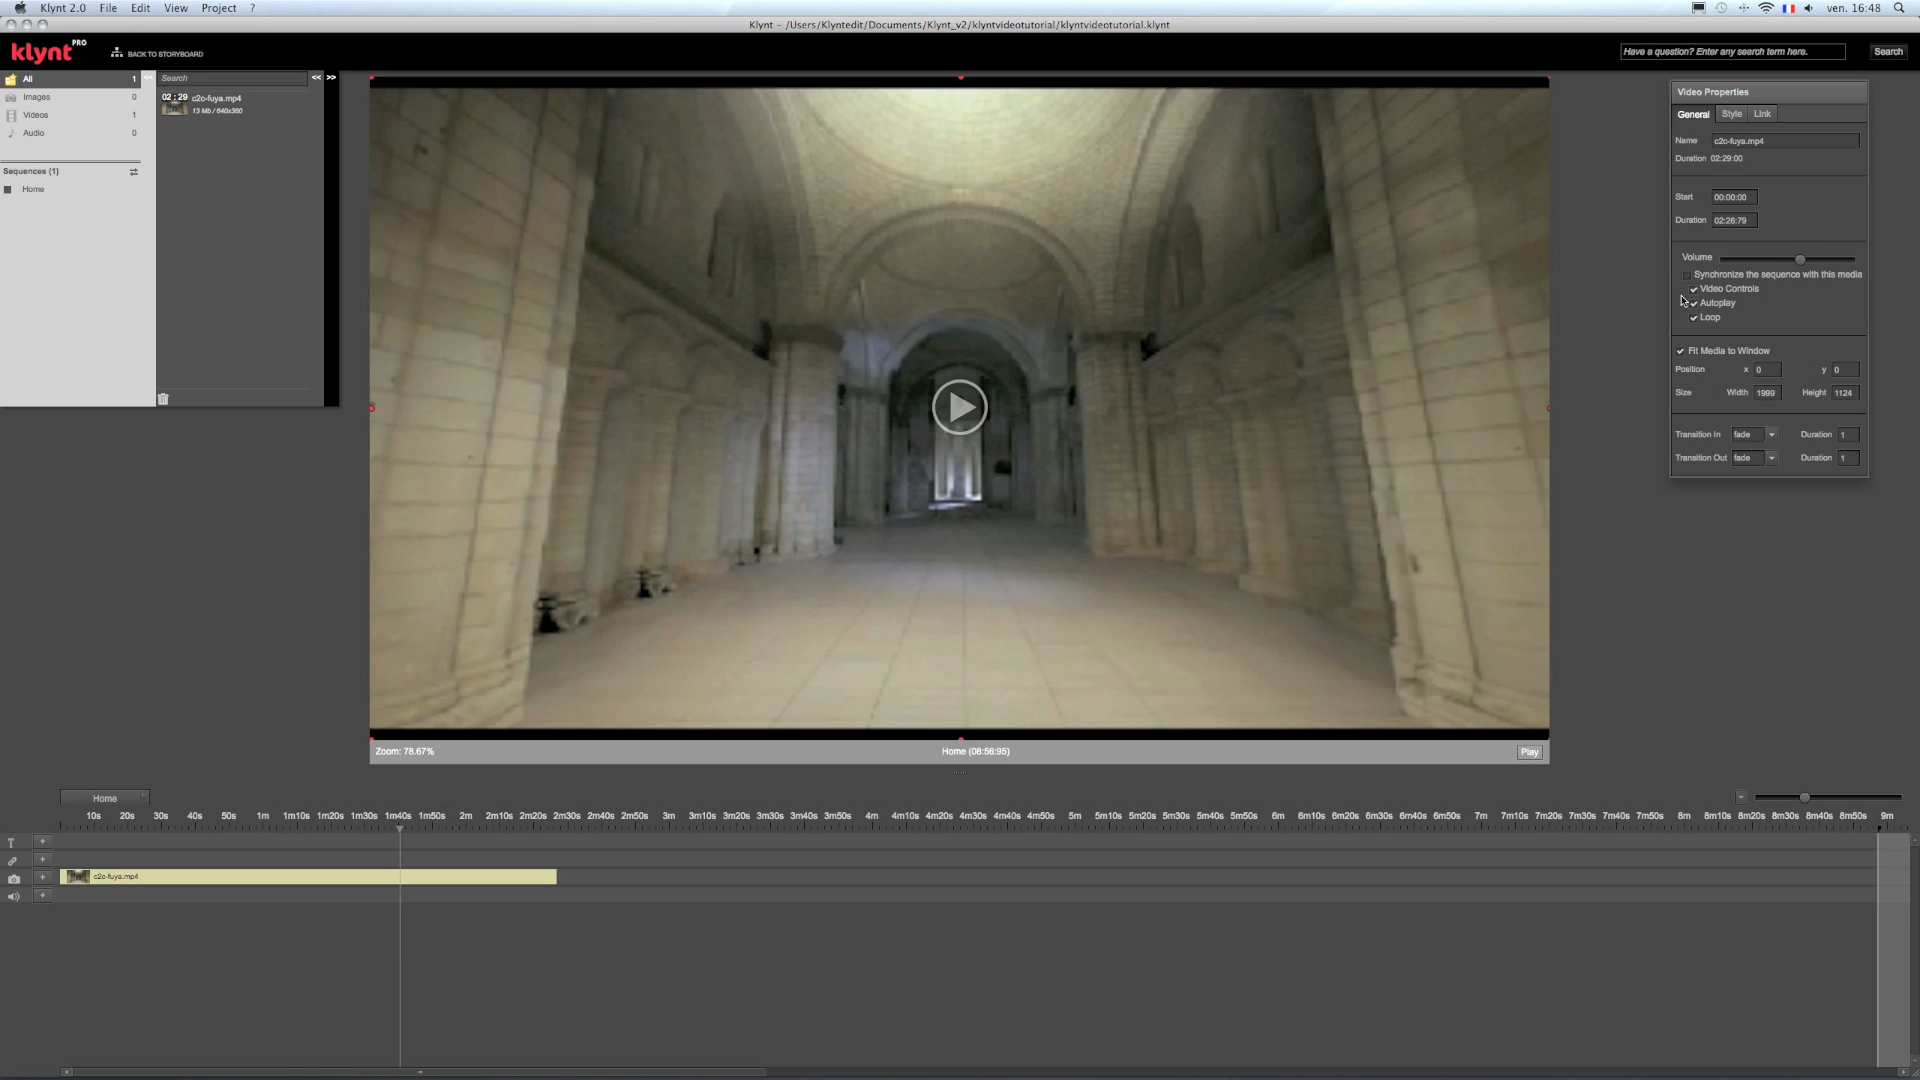 Klynt 2.0 File Edit View Project ? ven. 16:48
Klynt – /Users/Klyntedit/Documents/Klynt_v2/klyntvideotutorial/klyntvideotutorial.klynt
klynt PRO
BACK TO STORYBOARD
Have a question? Enter any search term here.
Search
All 1
Images 0
Videos 1
Audio 0
Sequences (1)
Home
Search << >>
<<
02:29
c2c-fuya.mp4
13 Mb / 640x360
Video Properties
General Style Link
Name c2c-fuya.mp4
Duration 02:29:00
Start 00:00:00
Duration 02:26:79
Volume
Synchronize the sequence with this media
Video Controls
Autoplay
Loop
Fit Media to Window
Position x 0 y 0
Size Width 1999 Height 1124
Transition In fade Duration 1
Transition Out fade Duration 1
Zoom: 78.67% Home (08:56:95) Play
Home
10s 20s 30s 40s 50s 1m 1m10s 1m20s 1m30s 1m40s 1m50s 2m 2m10s 2m20s 2m30s 2m40s 2m50s 3m 3m10s 3m20s 3m30s 3m40s 3m50s 4m 4m10s 4m20s 4m30s 4m40s 4m50s 5m 5m10s 5m20s 5m30s 5m40s 5m50s 6m 6m10s 6m20s 6m30s 6m40s 6m50s 7m 7m10s 7m20s 7m30s 7m40s 7m50s 8m 8m10s 8m20s 8m30s 8m40s 8m50s 9m
T +
+
+ c2c-fuya.mp4
+